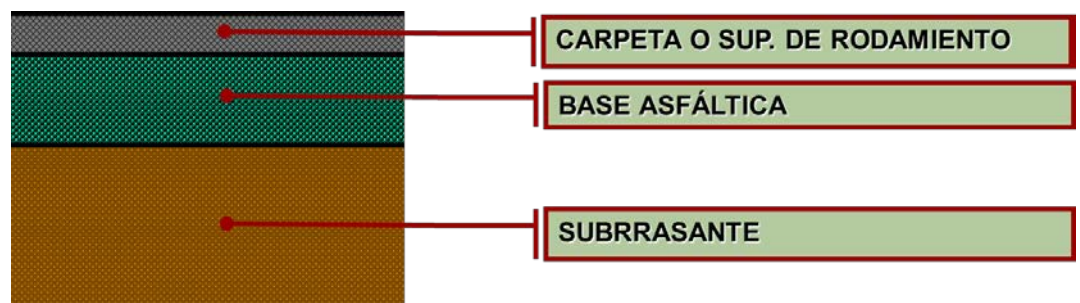 CARPETA O SUP. DE RODAMIENTO
BASE ASFÁLTICA
SUBRRASANTE